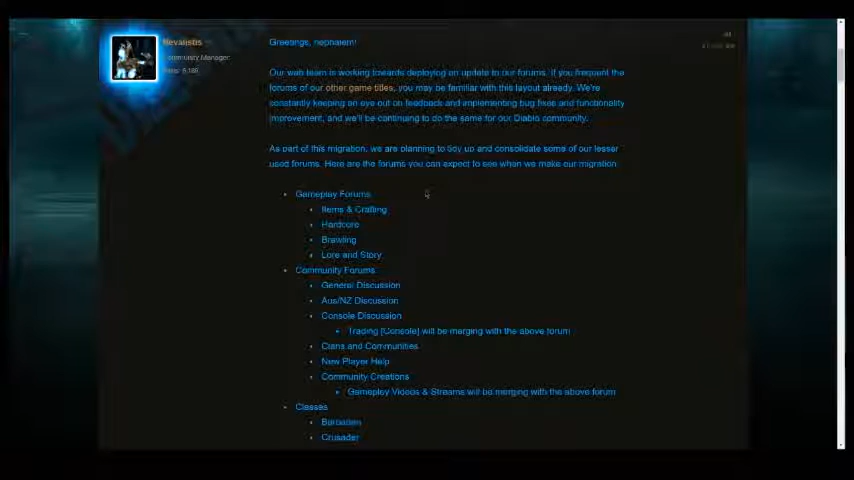 Nevalistis
Greetings, nephalem!
Community Manager
Posts: 5,186
Our web team is working towards deploying an update to our forums. If you frequent the
forums of our other game titles, you may be familiar with this layout already. We're
constantly keeping an eye out on feedback and implementing bug fixes and functionality
improvement, and we'll be continuing to do the same for our Diablo community.
As part of this migration, we are planning to tidy up and consolidate some of our lesser
used forums. Here are the forums you can expect to see when we make our migration:
Gameplay Forums
Items & Crafting
Hardcore
Brawling
Lore and Story
Community Forums
General Discussion
Aus/NZ Discussion
Console Discussion
Trading [Console] will be merging with the above forum
Clans and Communities
New Player Help
Community Creations
Gameplay Videos & Streams will be merging with the above forum
Classes
Barbarian
Crusader